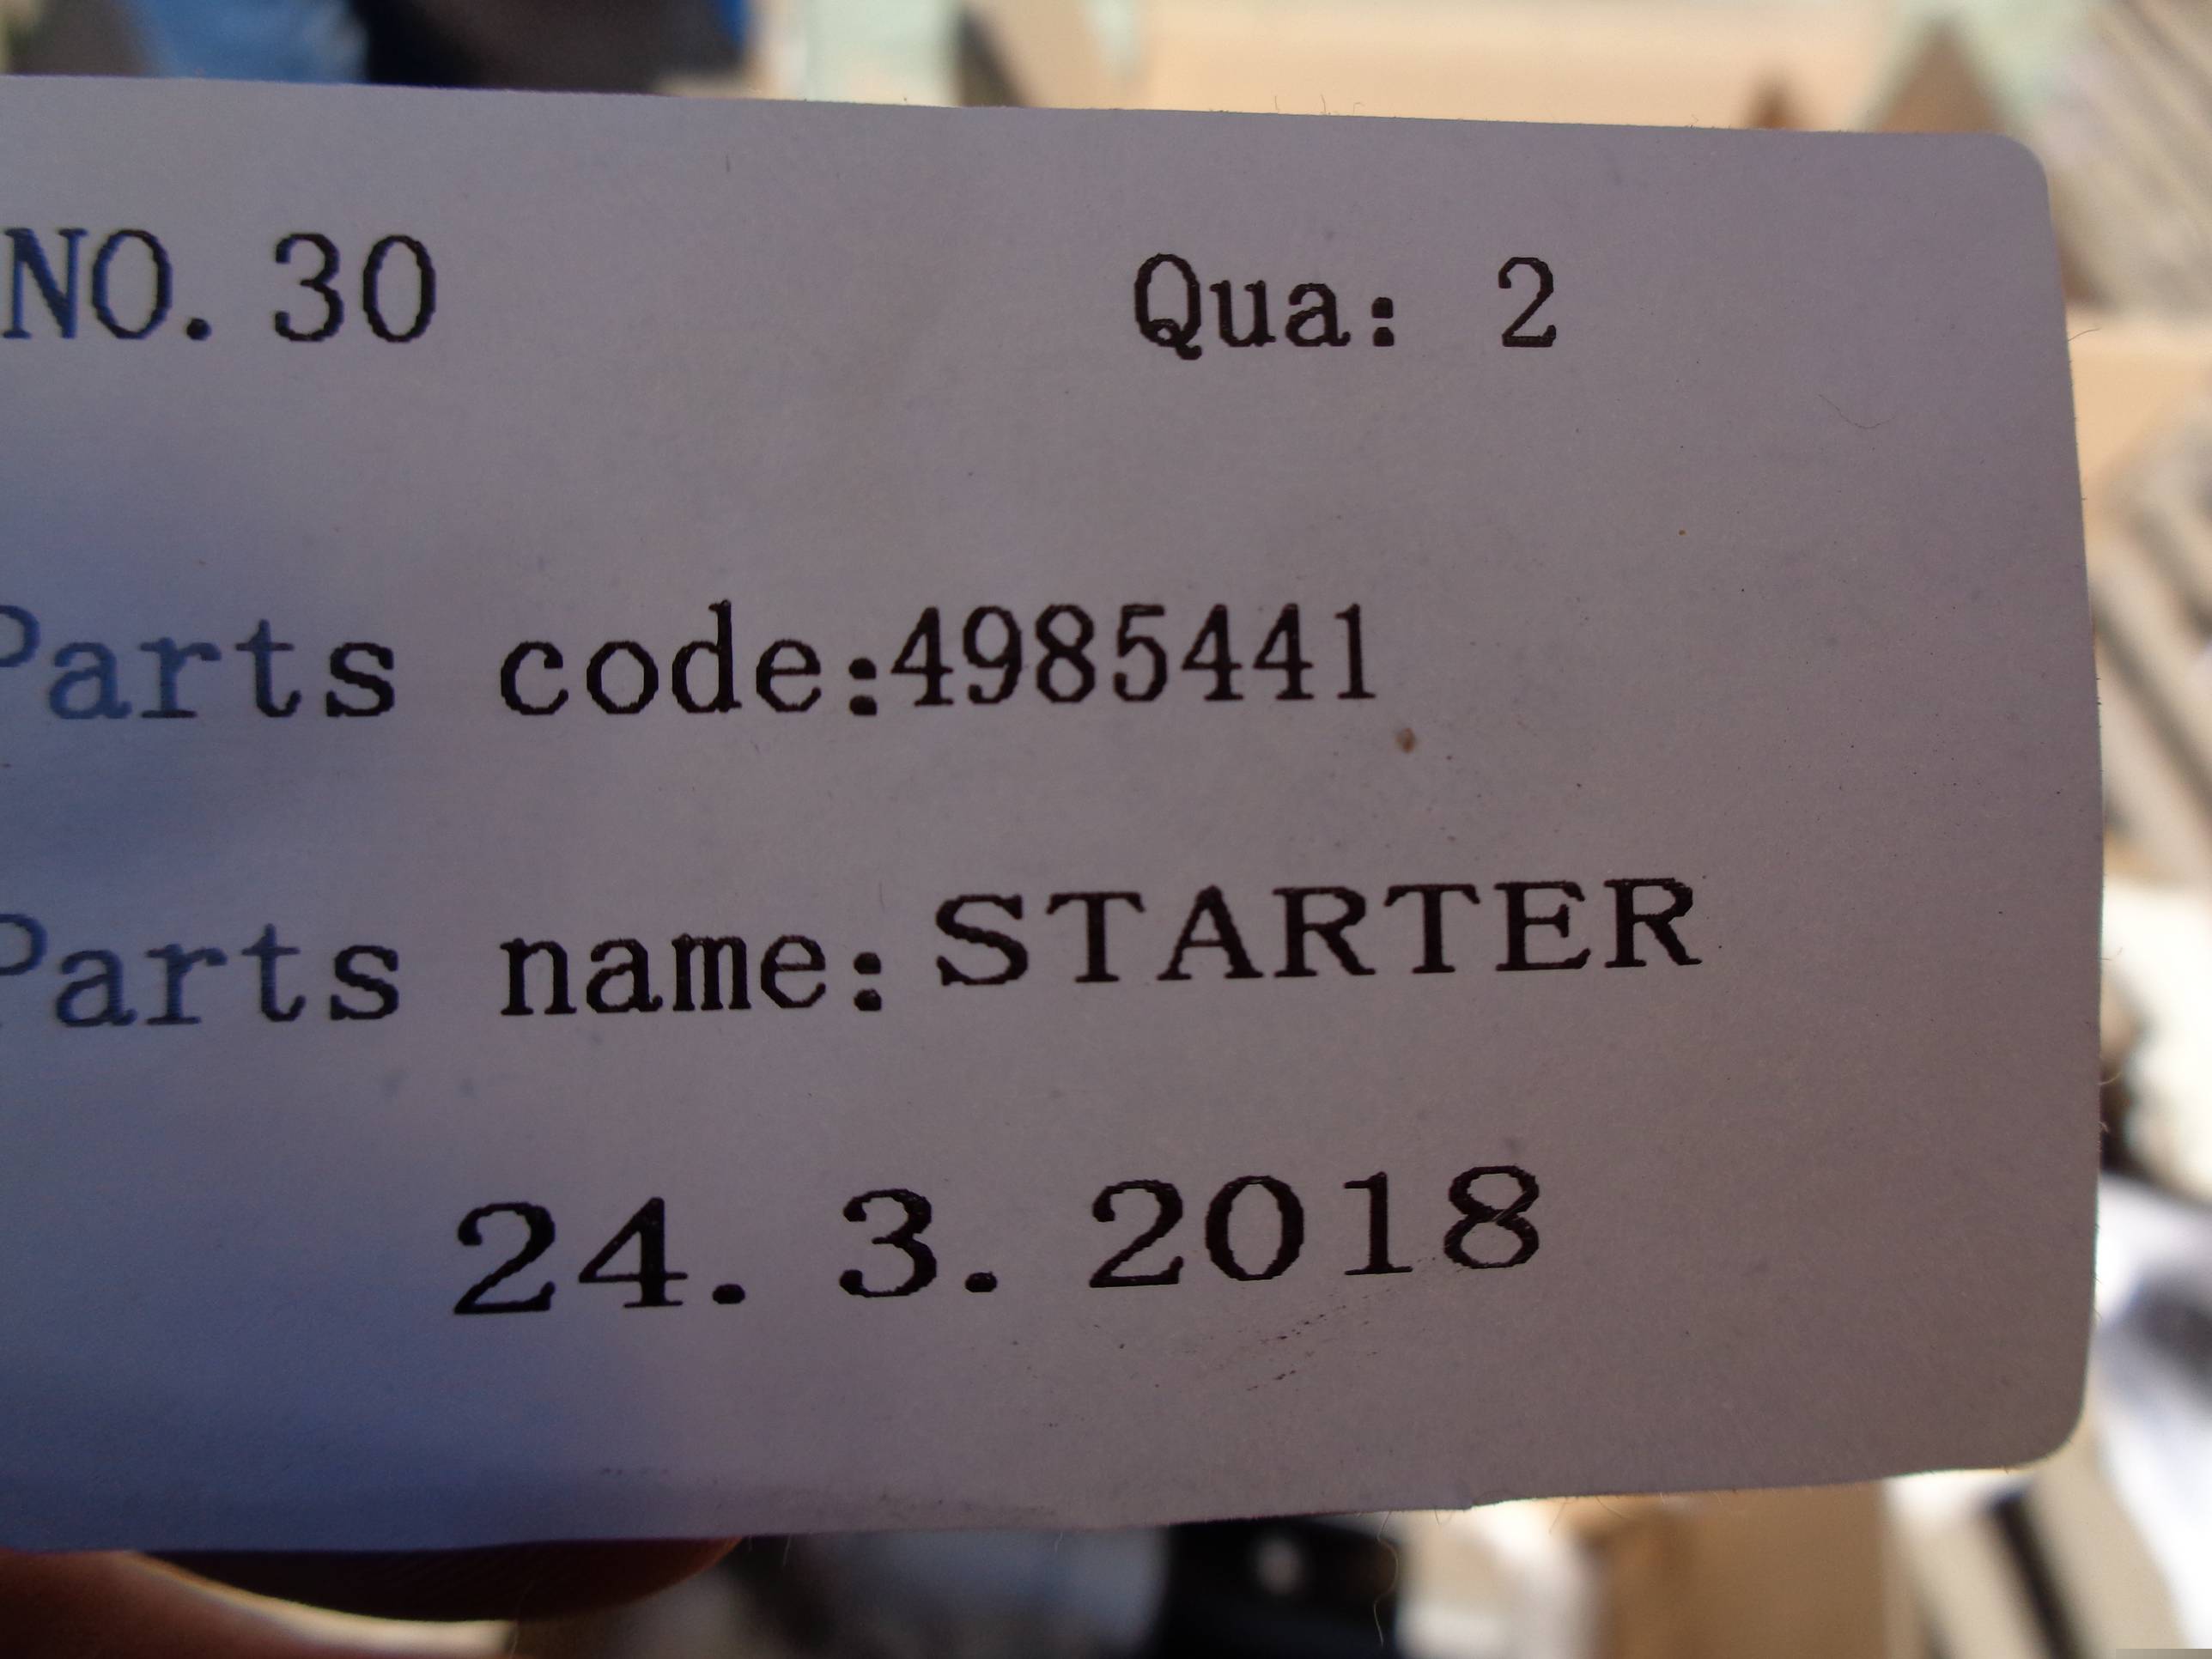 NO. 30 Qua: 2
Parts code:4985441
Parts name: STARTER
24. 3. 2018